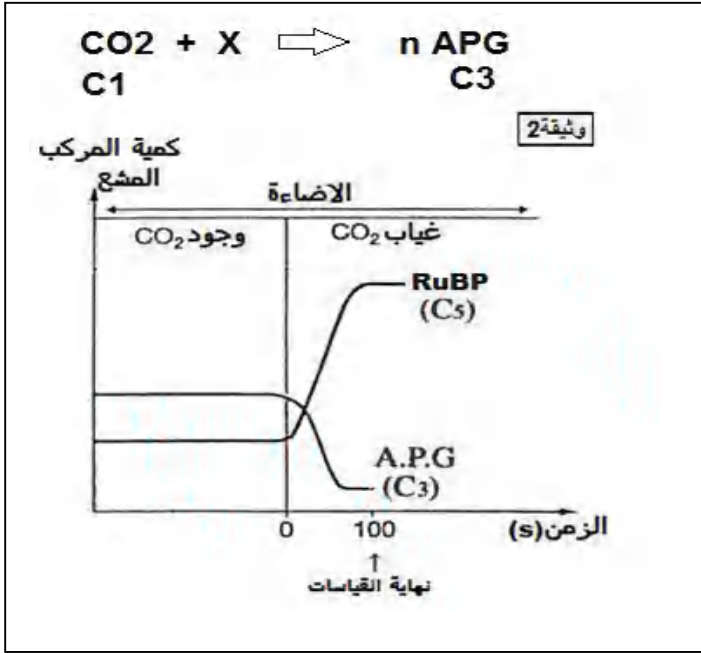 CO2 + X ⇨ n APG
C1 C3
وثيقة2
كمية المركب
المشع
الاضاءة
وجود CO₂ غياب CO₂
RuBP
(C₅)
A.P.G
(C₃)
0 100 الزمن(s)
↑
نهاية القياسات